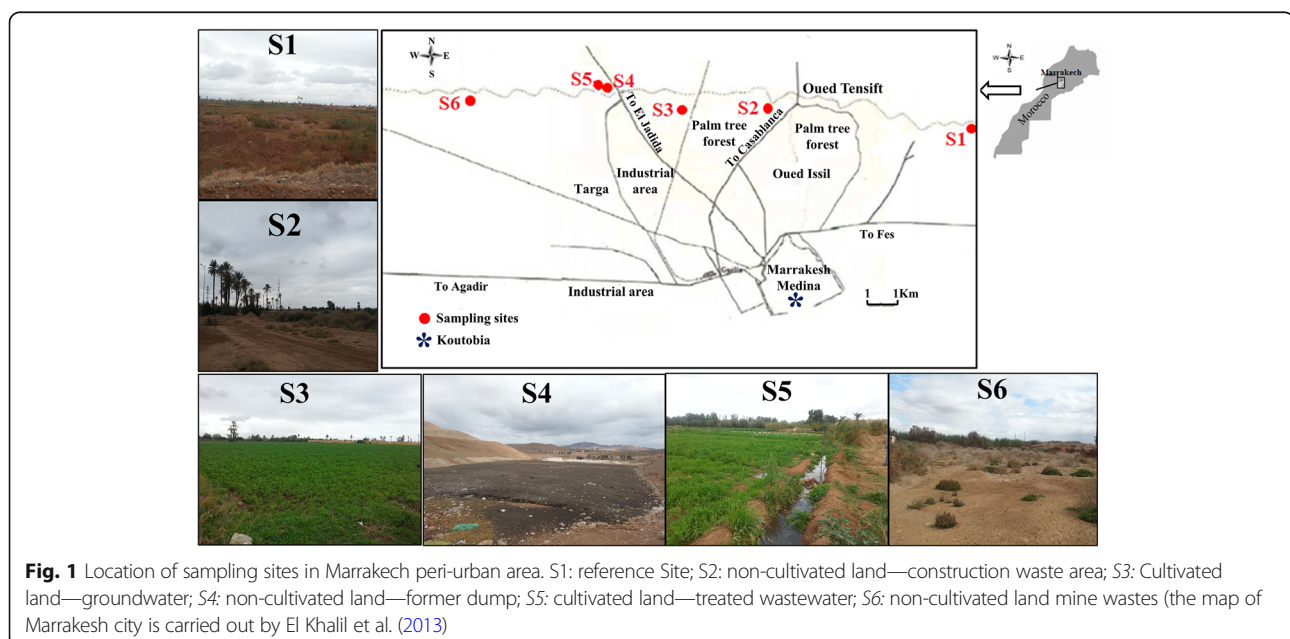 S1
S2
N
W E
S
S5
S4
S6
S3
S2
S1
To El Jadida
Palm tree
forest
To Casablanca
Oued Tensift
Palm tree
forest
Industrial
area
Targa
Oued Issil
To Fes
Marrakesh
Medina
To Agadir
Industrial area
1 1Km
Sampling sites
Koutobia
N
W E
S
Marrakech
Morocco
S3
S4
S5
S6
Fig. 1 Location of sampling sites in Marrakech peri-urban area. S1: reference Site; S2: non-cultivated land—construction waste area; S3: Cultivated
land—groundwater; S4: non-cultivated land—former dump; S5: cultivated land—treated wastewater; S6: non-cultivated land mine wastes (the map of
Marrakesh city is carried out by El Khalil et al. (2013)